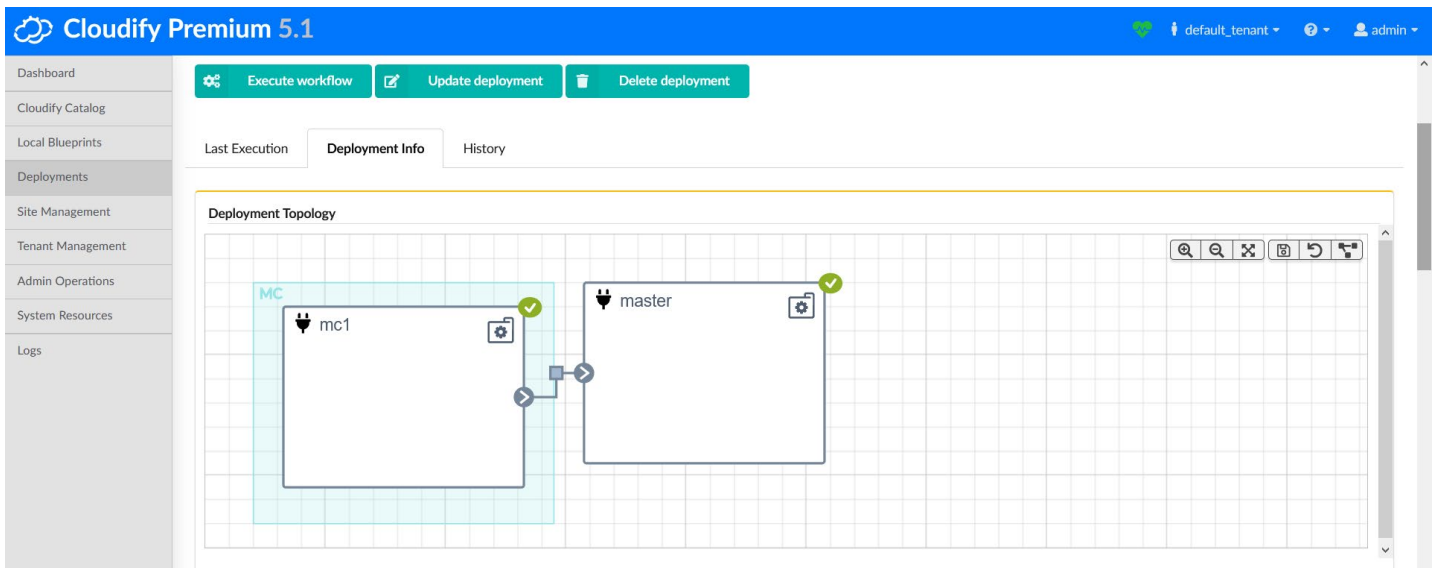 Cloudify Premium 5.1
default_tenant
admin
Dashboard
Cloudify Catalog
Local Blueprints
Deployments
Site Management
Tenant Management
Admin Operations
System Resources
Logs
Execute workflow
Update deployment
Delete deployment
Last Execution
Deployment Info
History
Deployment Topology
MC
mc1
master